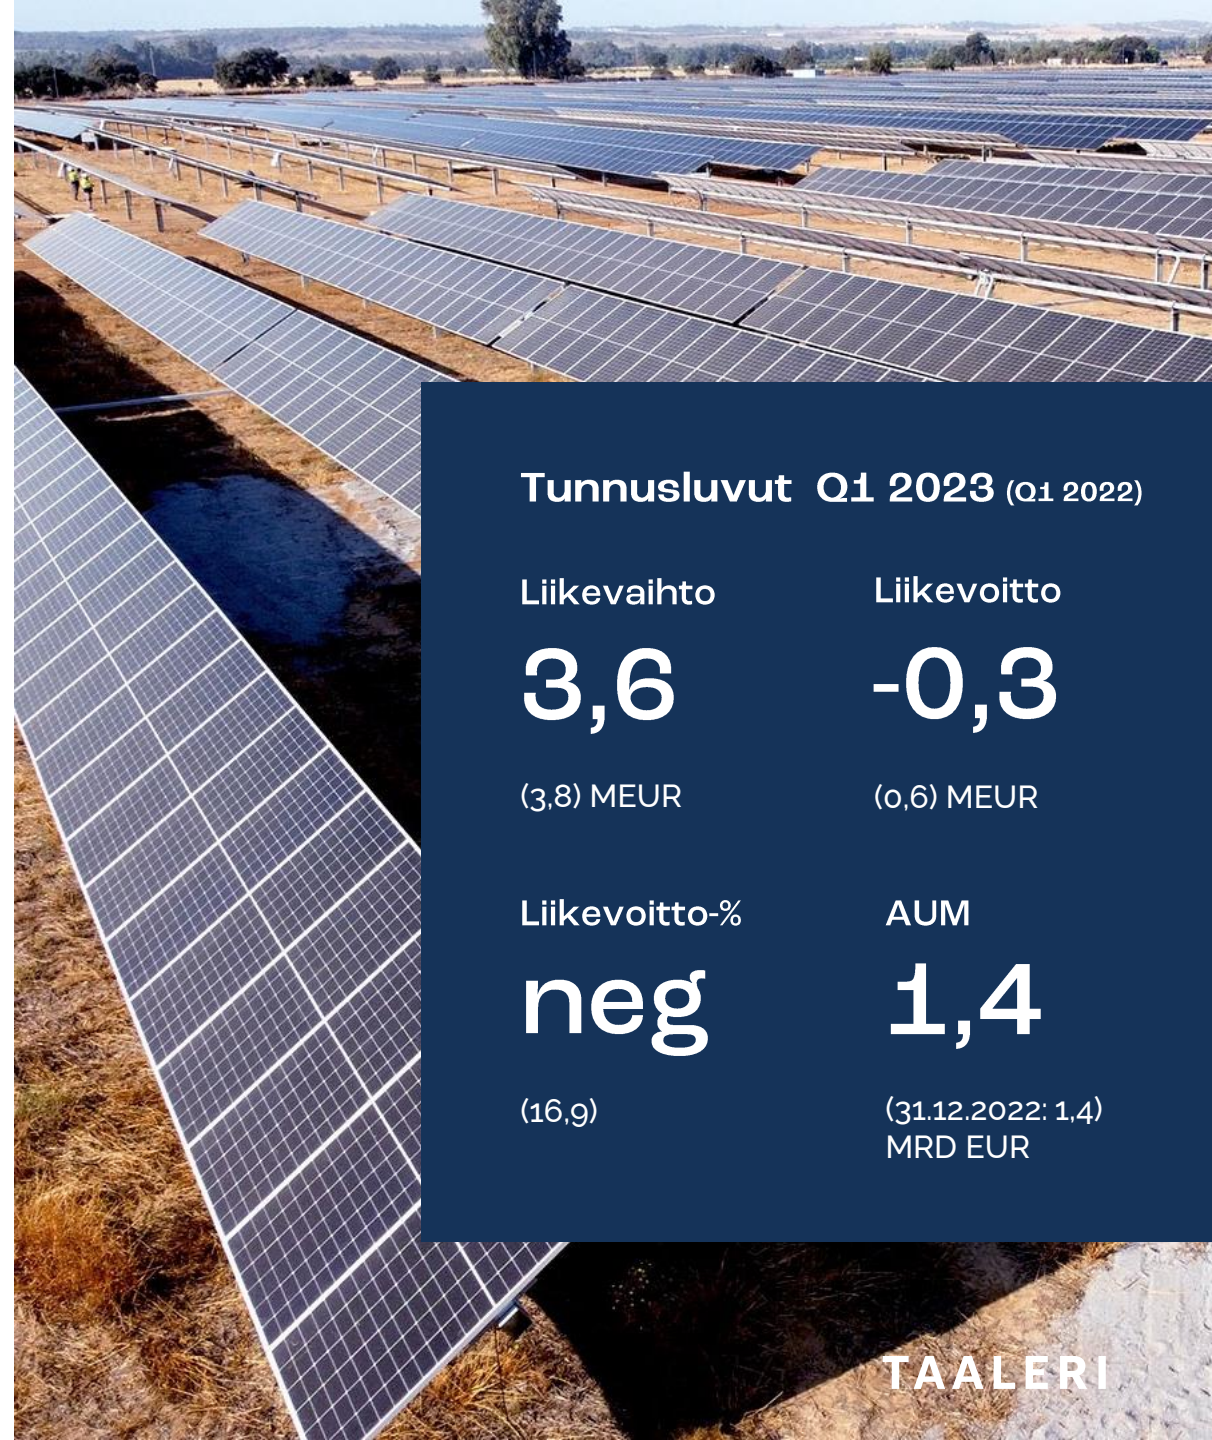 Tunnusluvut Q1 2023 (Q1 2022)
Liikevaihto
3,6
(3,8) MEUR
Liikevoitto
-0,3
(0,6) MEUR
Liikevoitto-%
neg
(16,9)
AUM
1,4
(31.12.2022: 1,4)
MRD EUR
TAALERI